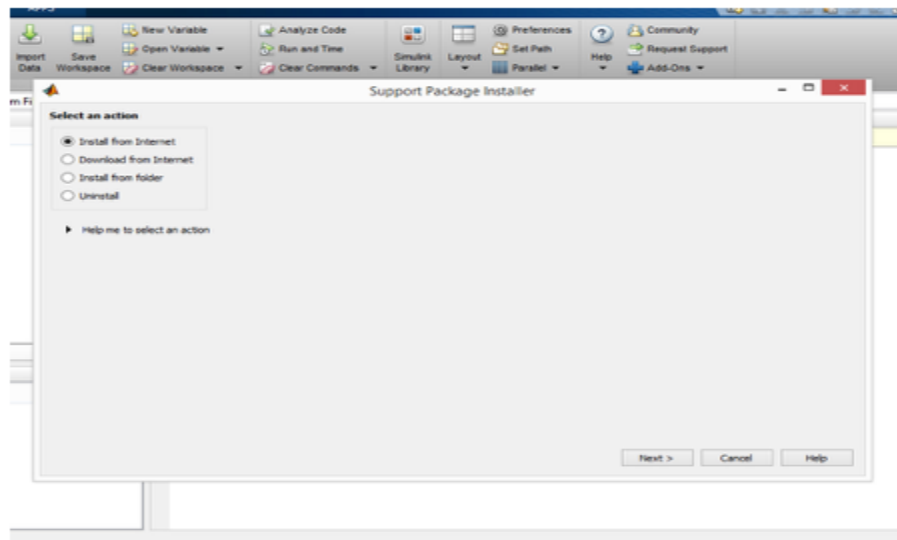 New Variable Analyze Code Preferences Community
Open Variable Run and Time Set Path Request Support
Import Data Save Workspace Clear Workspace Clear Commands Simulink Library Layout Parallel Help Add-Ons
Support Package Installer
Select an action
Install from Internet
Download from Internet
Install from folder
Uninstall
Help me to select an action
Next > Cancel Help